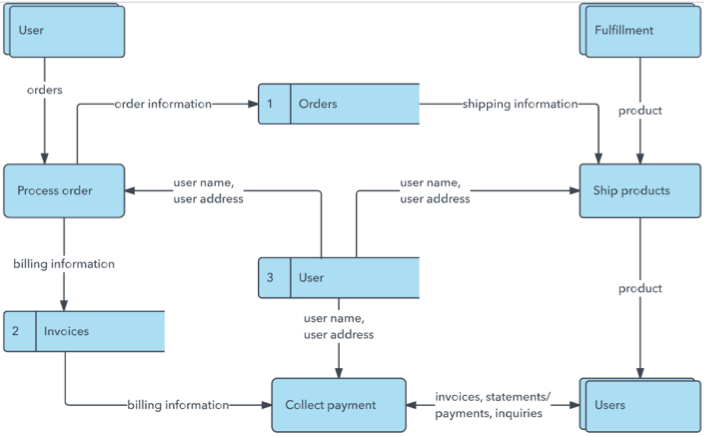 User
Fulfillment
orders
order information
1
Orders
shipping information
product
Process order
user name,
user address
user name,
user address
Ship products
billing information
3
User
product
2
Invoices
user name,
user address
billing information
Collect payment
invoices, statements/
payments, inquiries
Users